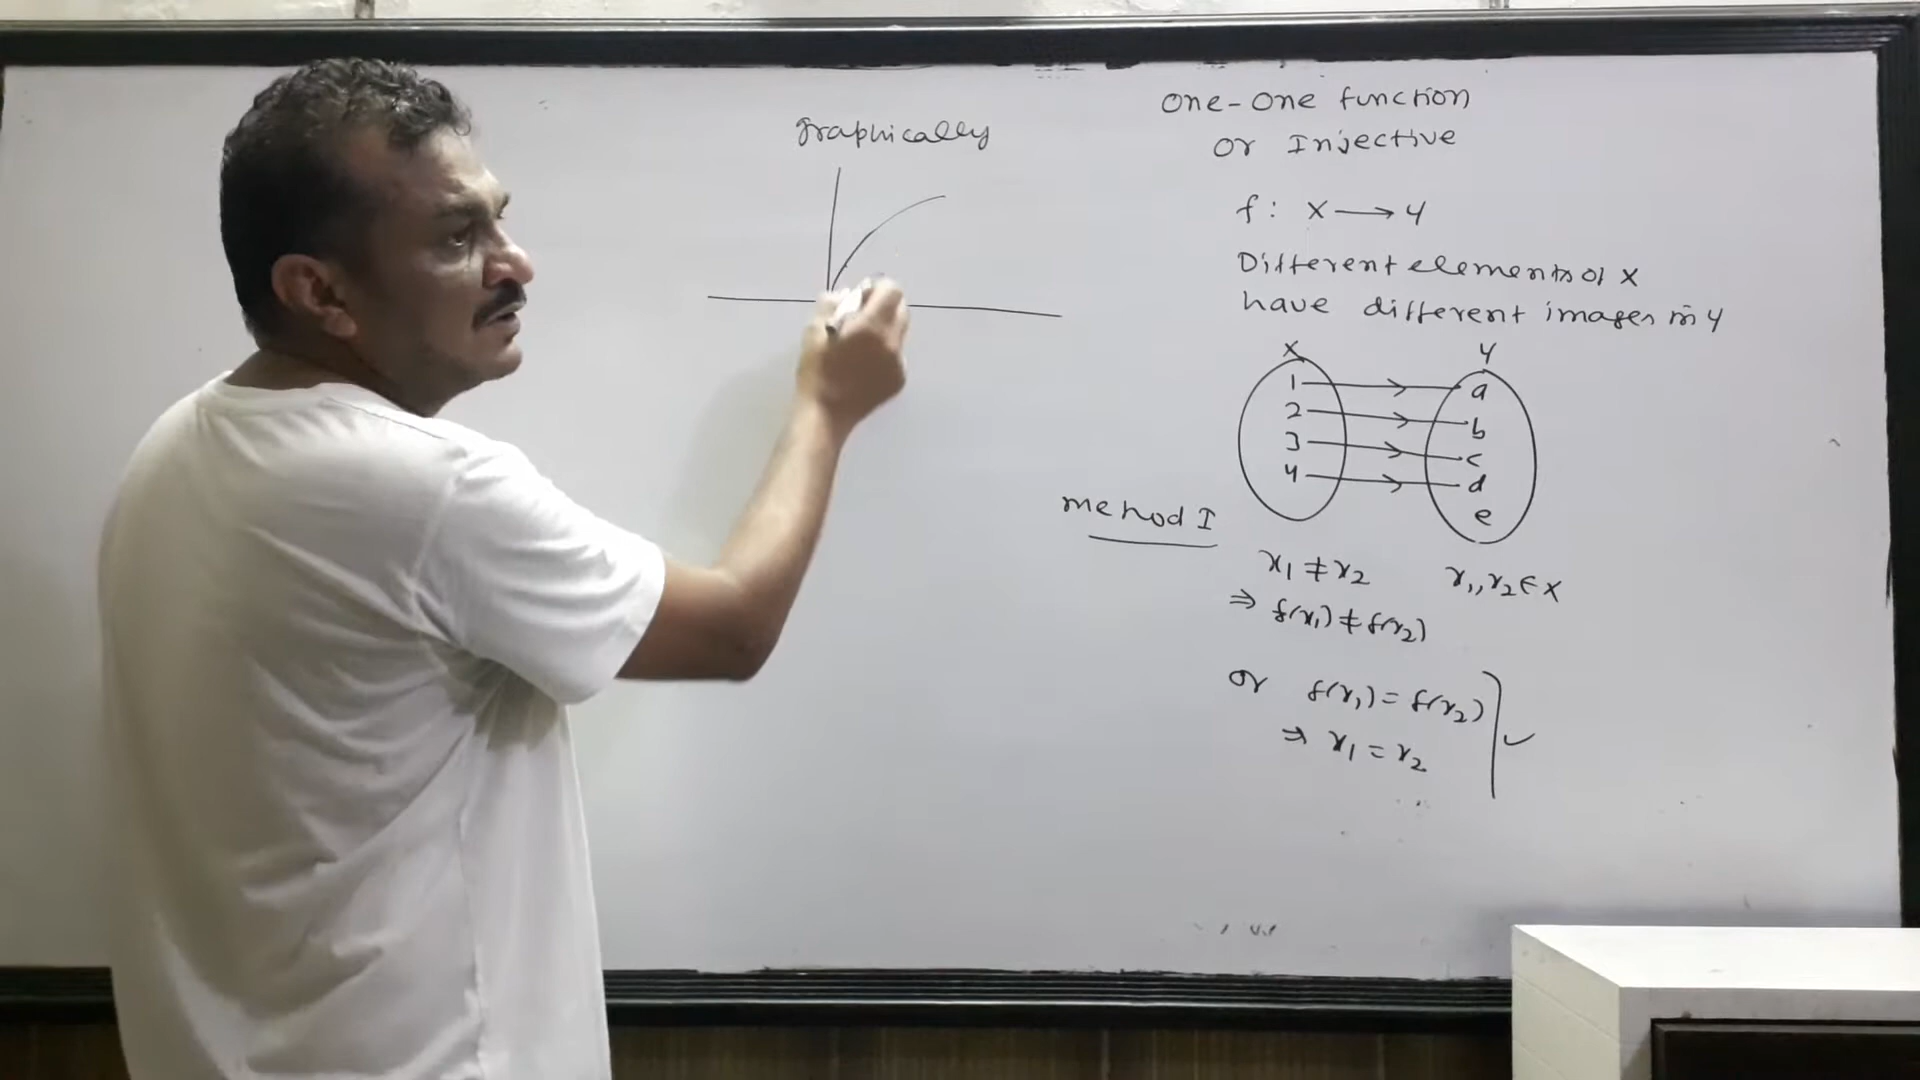 Graphically
One-One function
or Injective
f: X → Y
Different elements of X
have different images in Y
X Y
1 a
2 b
3 c
4 d
e
Method I
x₁ ≠ x₂ x₁, x₂ ∈ X
⇒ f(x₁) ≠ f(x₂)
or f(x₁) = f(x₂)
⇒ x₁ = x₂